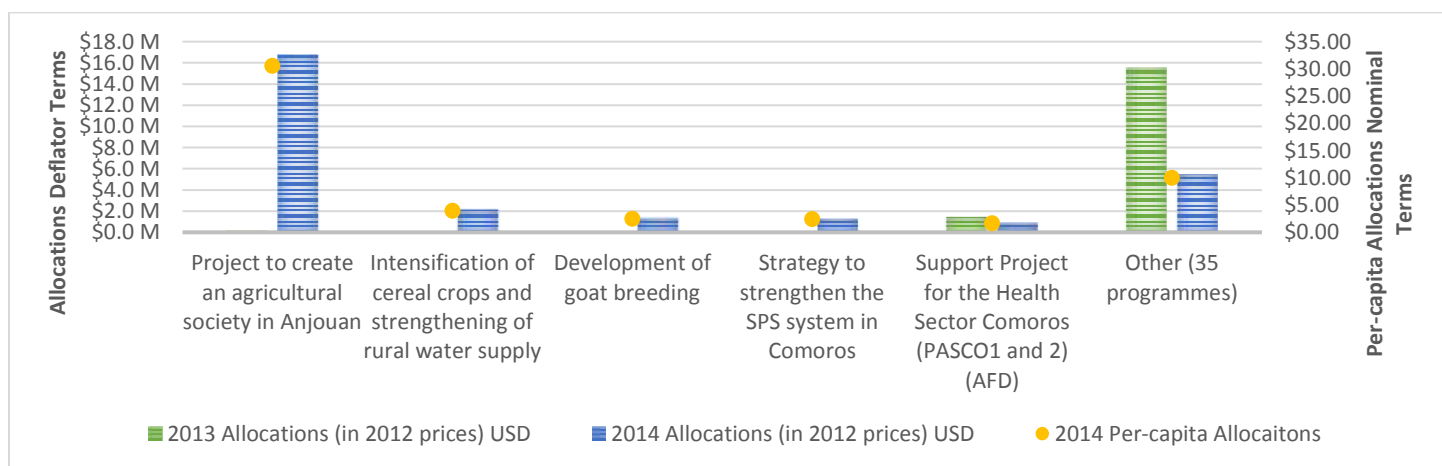 Allocations Deflator Terms
$18.0 M
$16.0 M
$14.0 M
$12.0 M
$10.0 M
$8.0 M
$6.0 M
$4.0 M
$2.0 M
$0.0 M
$35.00
$30.00
$25.00
$20.00
$15.00
$10.00
$5.00
$0.00
Per-capita Allocations Nominal
Terms
Project to create
an agricultural
society in Anjouan
Intensification of
cereal crops and
strengthening of
rural water supply
Development of
goat breeding
Strategy to
strengthen the
SPS system in
Comoros
Support Project
for the Health
Sector Comoros
(PASCO1 and 2)
(AFD)
Other (35
programmes)
2013 Allocations (in 2012 prices) USD
2014 Allocations (in 2012 prices) USD
2014 Per-capita Allocaitons